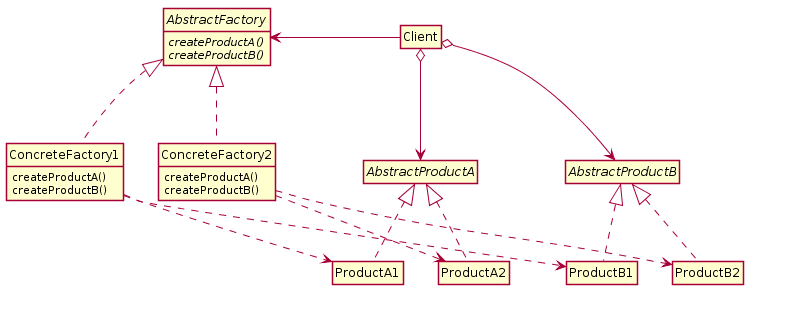 AbstractFactory
createProductA()
createProductB()
Client
ConcreteFactory1
createProductA()
createProductB()
ConcreteFactory2
createProductA()
createProductB()
AbstractProductA
AbstractProductB
ProductA1
ProductA2
ProductB1
ProductB2